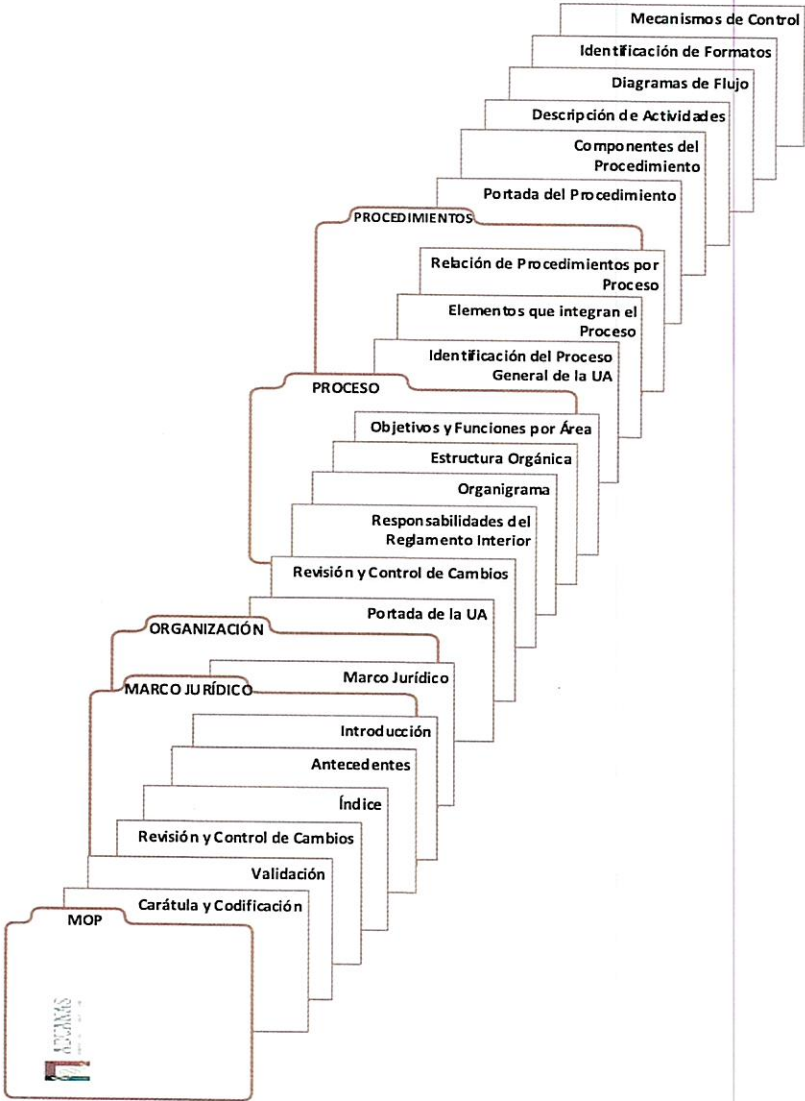 Mecanismos de Control
Identificación de Formatos
Diagramas de Flujo
Descripción de Actividades
Componentes del
Procedimiento
Portada del Procedimiento
PROCEDIMIENTOS
Relación de Procedimientos por
Proceso
Elementos que integran el
Proceso
Identificación del Proceso
General de la UA
PROCESO
Objetivos y Funciones por Área
Estructura Orgánica
Organigrama
Responsabilidades del
Reglamento Interior
Revisión y Control de Cambios
Portada de la UA
ORGANIZACIÓN
Marco Jurídico
MARCO JURÍDICO
Introducción
Antecedentes
Índice
Revisión y Control de Cambios
Validación
Carátula y Codificación
MOP
ADUANAS